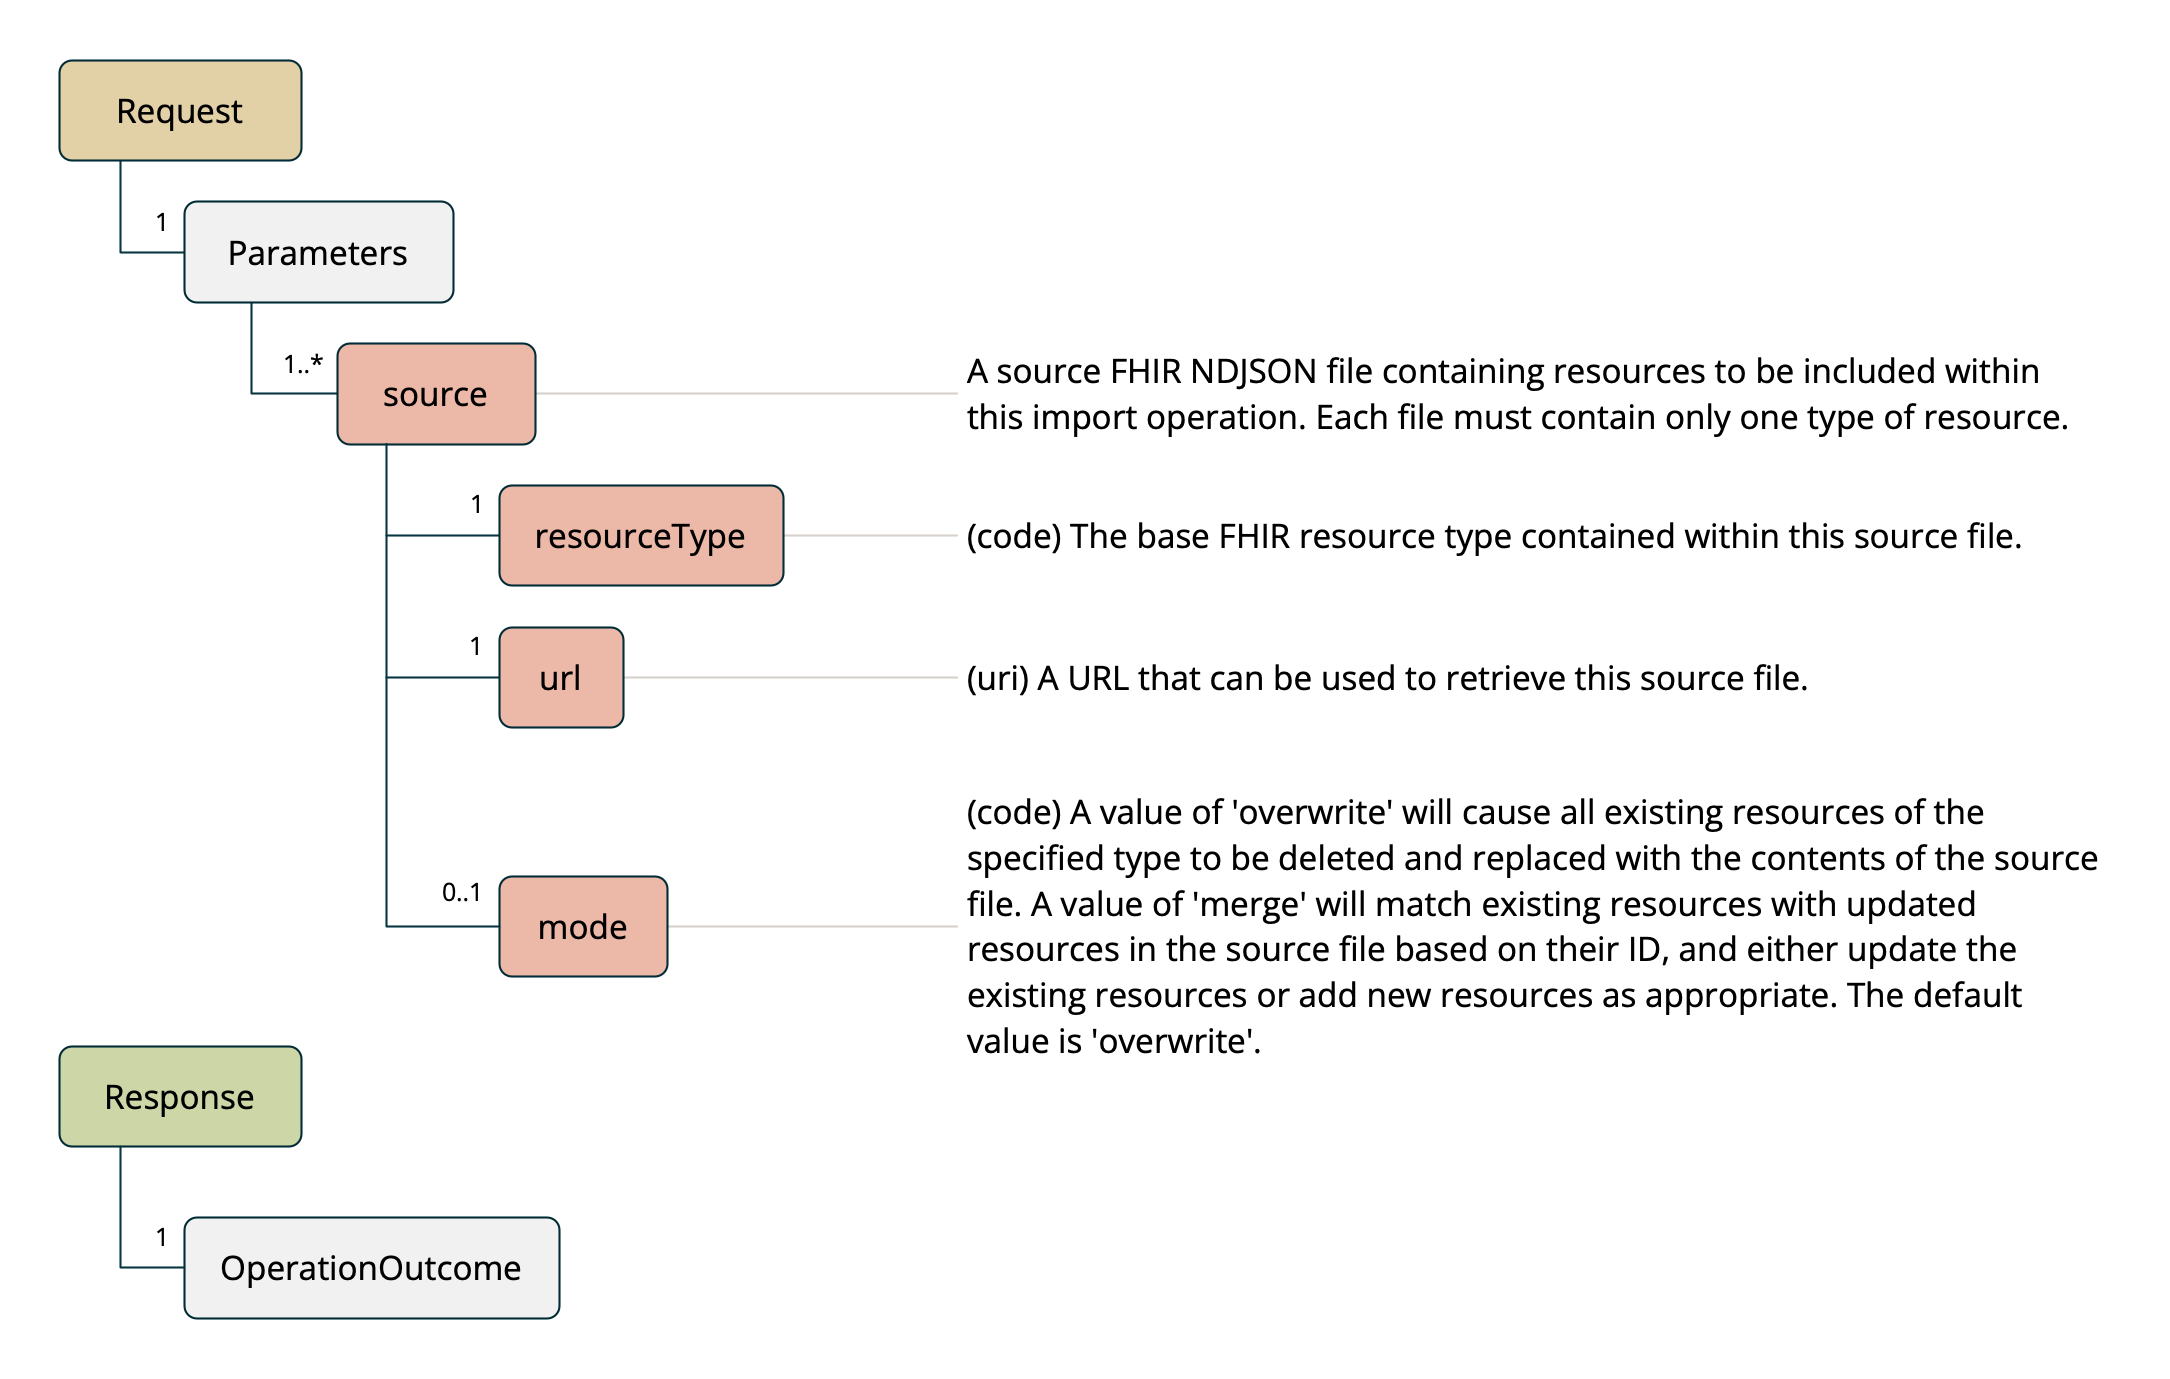 Request
1
Parameters
1..*
source
A source FHIR NDJSON file containing resources to be included within
this import operation. Each file must contain only one type of resource.
1
resourceType
(code) The base FHIR resource type contained within this source file.
1
url
(uri) A URL that can be used to retrieve this source file.
0..1
mode
(code) A value of 'overwrite' will cause all existing resources of the
specified type to be deleted and replaced with the contents of the source
file. A value of 'merge' will match existing resources with updated
resources in the source file based on their ID, and either update the
existing resources or add new resources as appropriate. The default
value is 'overwrite'.
Response
1
OperationOutcome